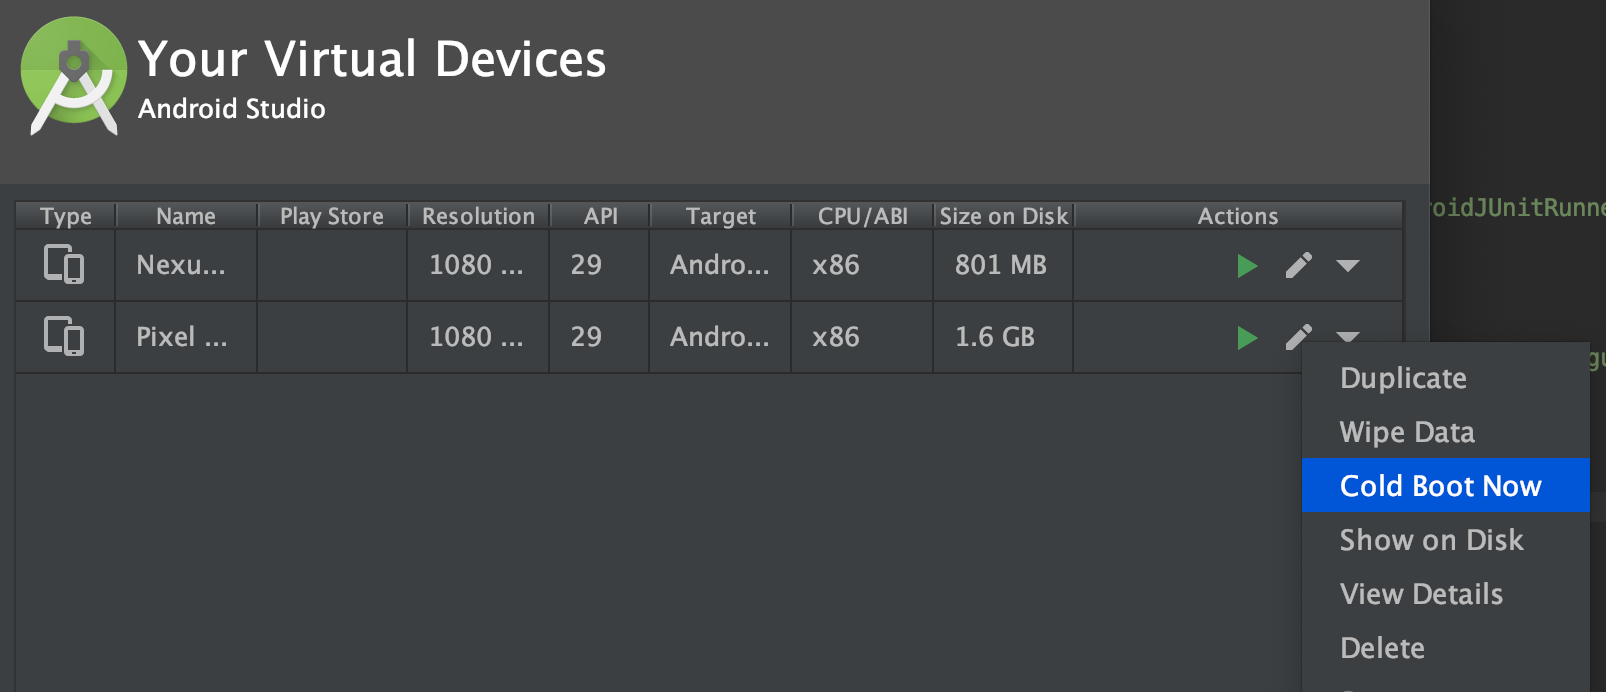 Your Virtual Devices
Android Studio
Type Name Play Store Resolution API Target CPU/ABI Size on Disk Actions
Nexu... 1080 ... 29 Andro... x86 801 MB
Pixel ... 1080 ... 29 Andro... x86 1.6 GB
Duplicate
Wipe Data
Cold Boot Now
Show on Disk
View Details
Delete
oidJUnitRunne
gu